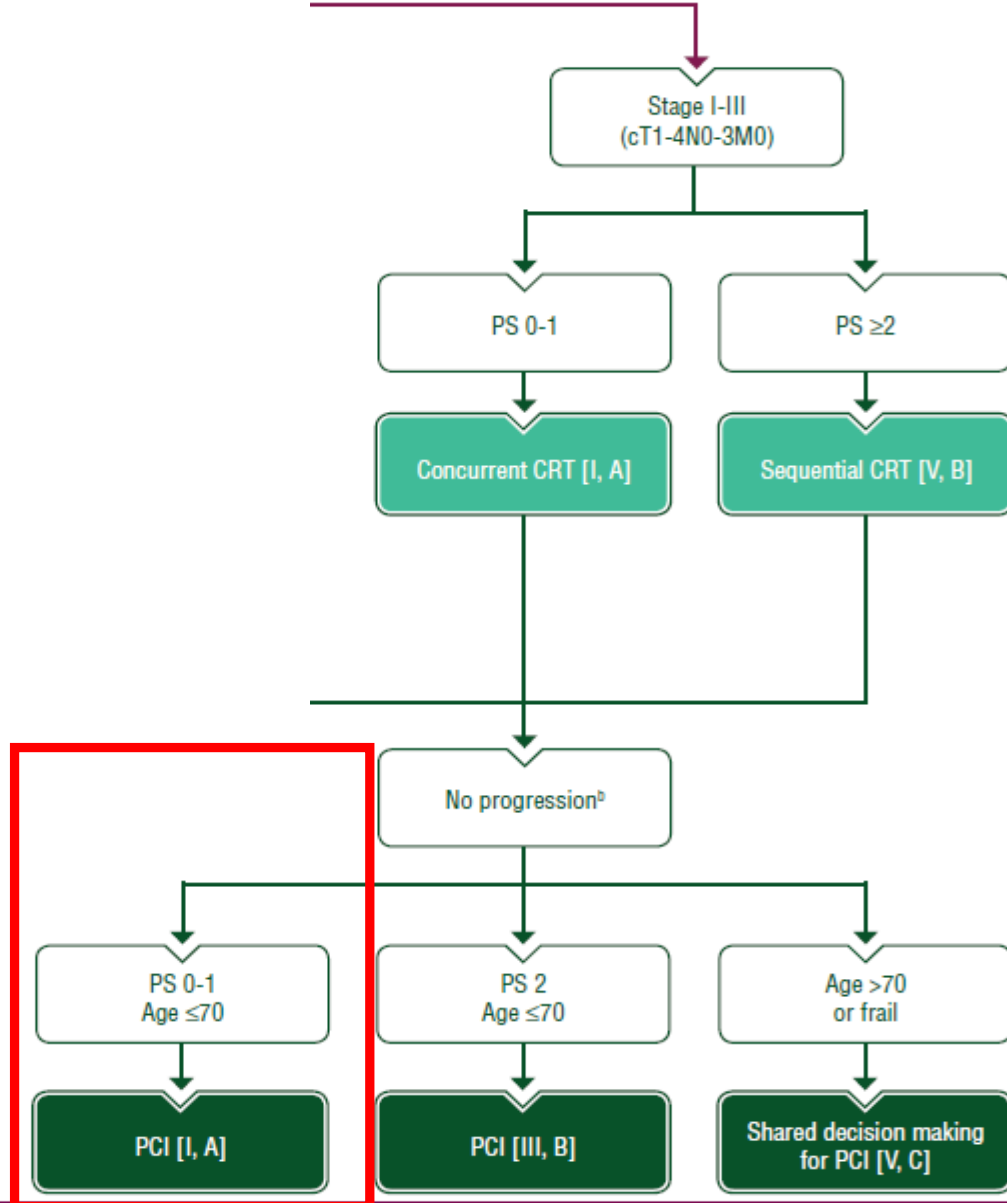 Stage I-III
(cT1-4N0-3M0)
PS 0-1
PS ≥2
Concurrent CRT [I, A]
Sequential CRT [V, B]
No progressionᵇ
PS 0-1
Age ≤70
PS 2
Age ≤70
Age >70
or frail
PCI [I, A]
PCI [III, B]
Shared decision making
for PCI [V, C]